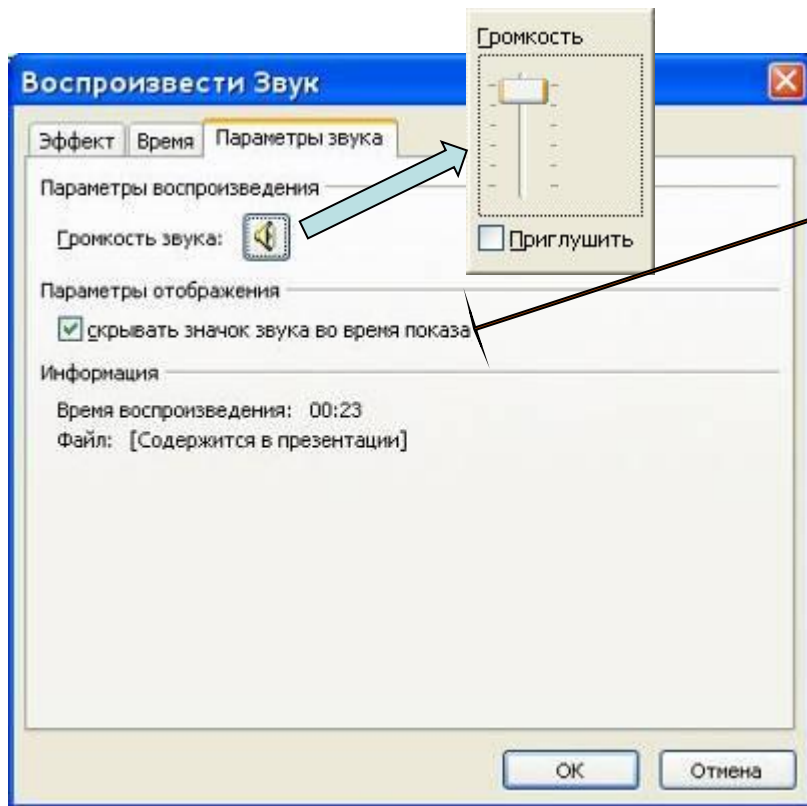 Громкость
Приглушить
Воспроизвести Звук
Эффект Время Параметры звука
Параметры воспроизведения
Громкость звука:
Параметры отображения
скрывать значок звука во время показа
Информация
Время воспроизведения: 00:23
Файл: [Содержится в презентации]
ОК Отмена